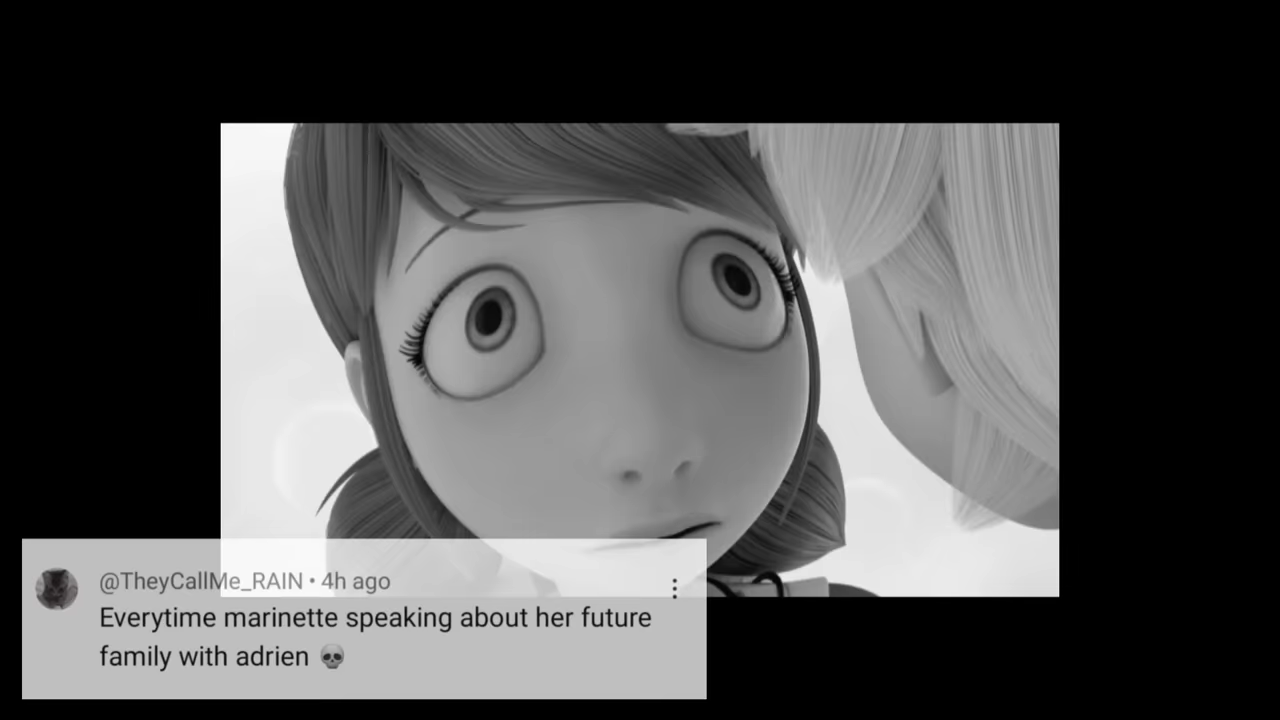 @TheyCallMe_RAIN • 4h ago
Everytime marinette speaking about her future
family with adrien 💀